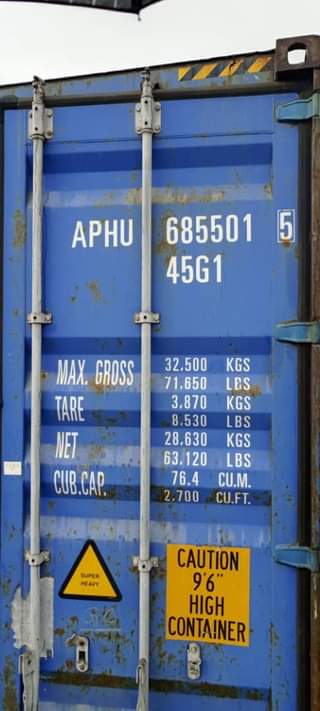 APHU 685501 5
45G1
MAX. GROSS 32.500 KGS
71.650 LBS
TARE 3.870 KGS
8.530 LBS
NET 28.630 KGS
63.120 LBS
CUB.CAP. 76.4 CU.M.
2.700 CU.FT.
SUPER
HEAVY
CAUTION
9'6"
HIGH
CONTAINER